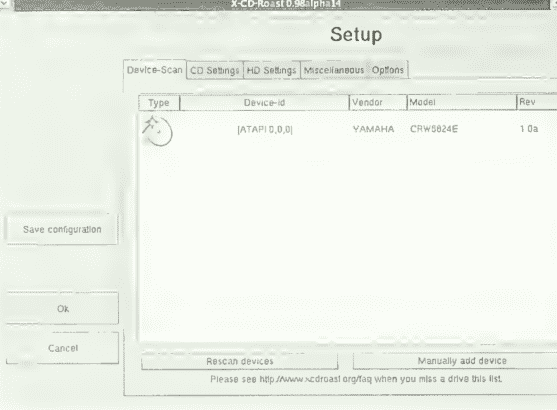 X-CD-Roast 0.98alpha14
Setup
Device-Scan CD Settings HD Settings Miscellaneous Options
Type Device-Id Vendor Model Rev
[ATAPI 0,0,0] YAMAHA CRW8824E 1.0a
Save configuration
Ok
Cancel
Rescan devices Manually add device
Please see http://www.xcdroast.org/faq when you miss a drive this list.